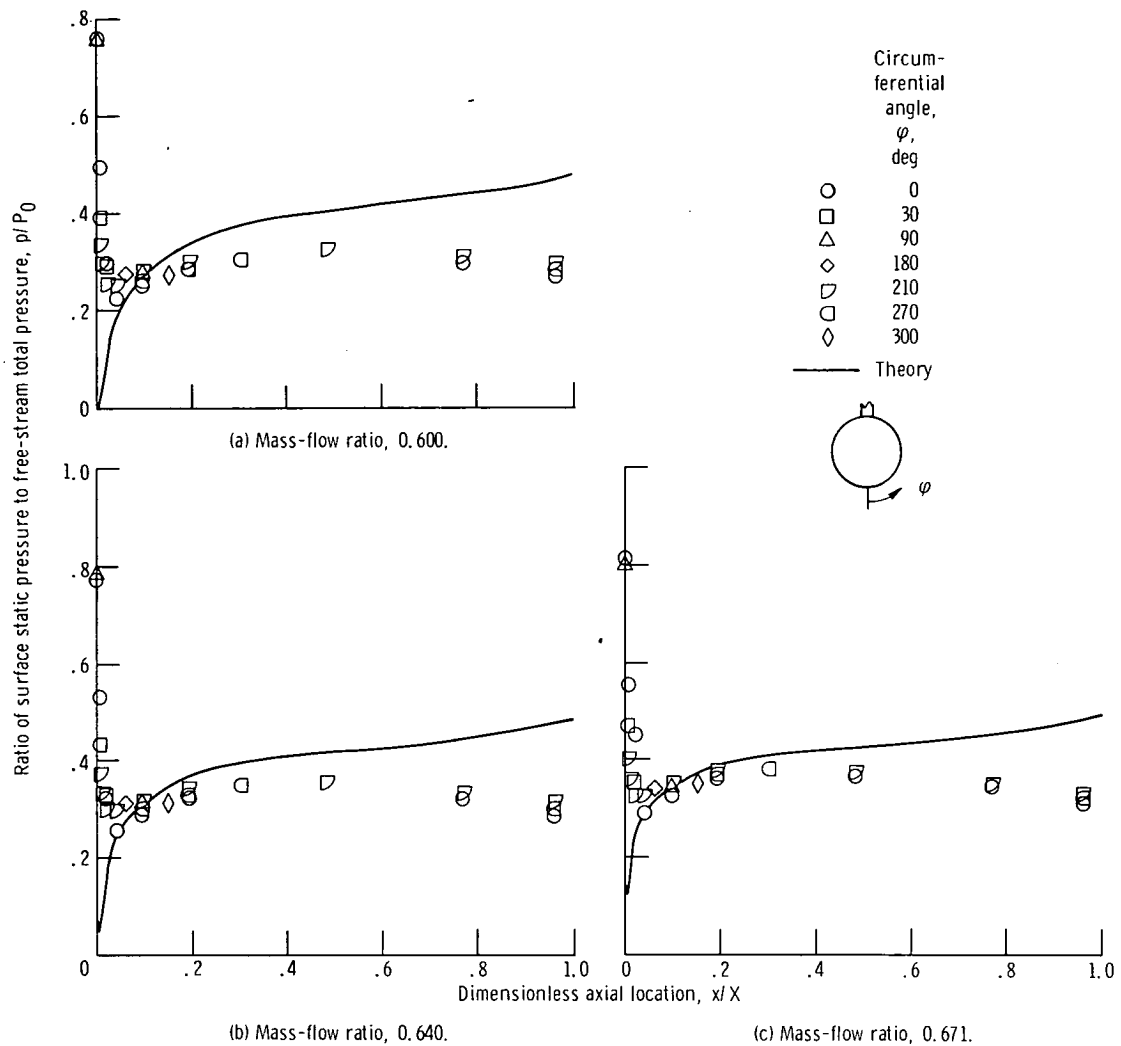 Ratio of surface static pressure to free-stream total pressure, p/P0
.8
.6
.4
.2
0
(a) Mass-flow ratio, 0.600.
Circum-
ferential
angle,
φ,
deg
0
30
90
180
210
270
300
Theory
φ
1.0
.8
.6
.4
.2
0
.2
.4
.6
.8
1.0
0
.2
.4
.6
.8
1.0
Dimensionless axial location, x/X
(b) Mass-flow ratio, 0.640.
(c) Mass-flow ratio, 0.671.